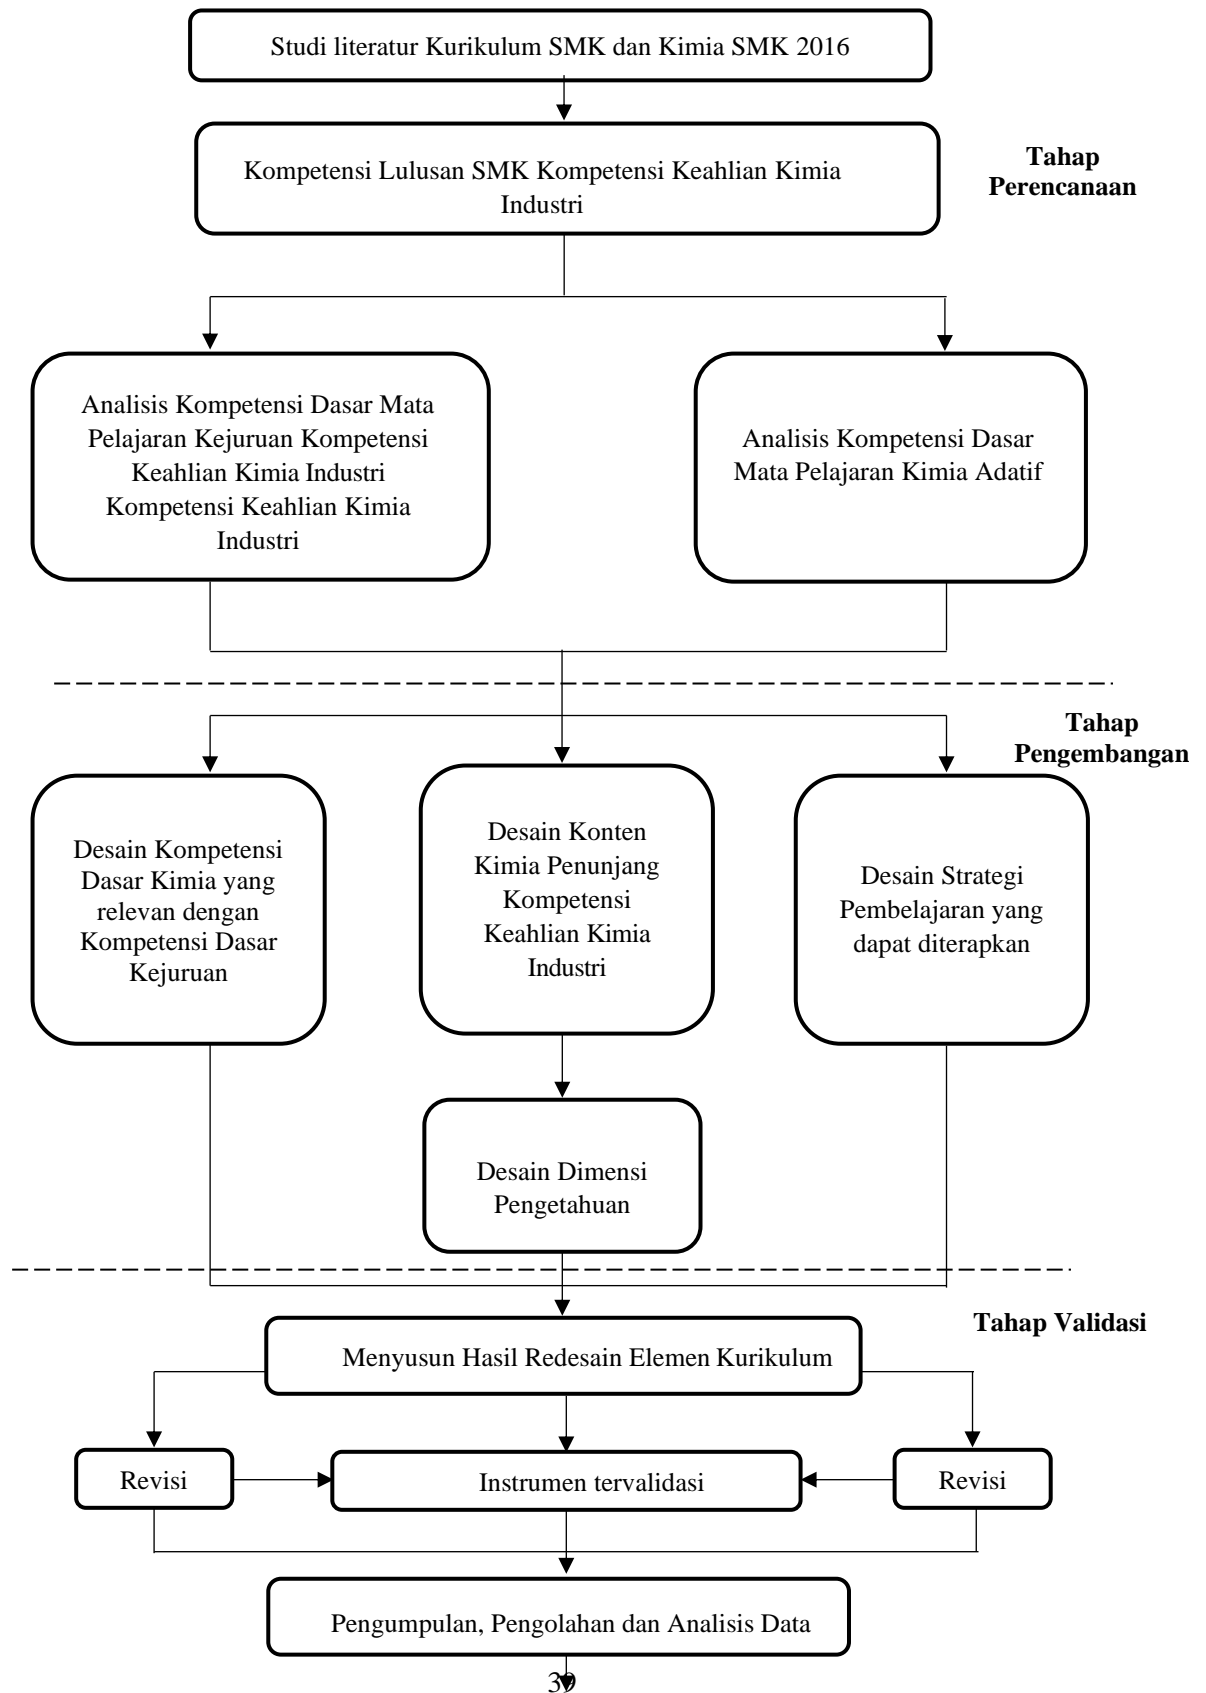 Studi literatur Kurikulum SMK dan Kimia SMK 2016
Kompetensi Lulusan SMK Kompetensi Keahlian Kimia
Industri
Tahap
Perencanaan
Analisis Kompetensi Dasar Mata
Pelajaran Kejuruan Kompetensi
Keahlian Kimia Industri
Kompetensi Keahlian Kimia
Industri
Analisis Kompetensi Dasar
Mata Pelajaran Kimia Adatif
Tahap
Pengembangan
Desain Kompetensi
Dasar Kimia yang
relevan dengan
Kompetensi Dasar
Kejuruan
Desain Konten
Kimia Penunjang
Kompetensi
Keahlian Kimia
Industri
Desain Strategi
Pembelajaran yang
dapat diterapkan
Desain Dimensi
Pengetahuan
Tahap Validasi
Menyusun Hasil Redesain Elemen Kurikulum
Revisi
Instrumen tervalidasi
Revisi
Pengumpulan, Pengolahan dan Analisis Data
39